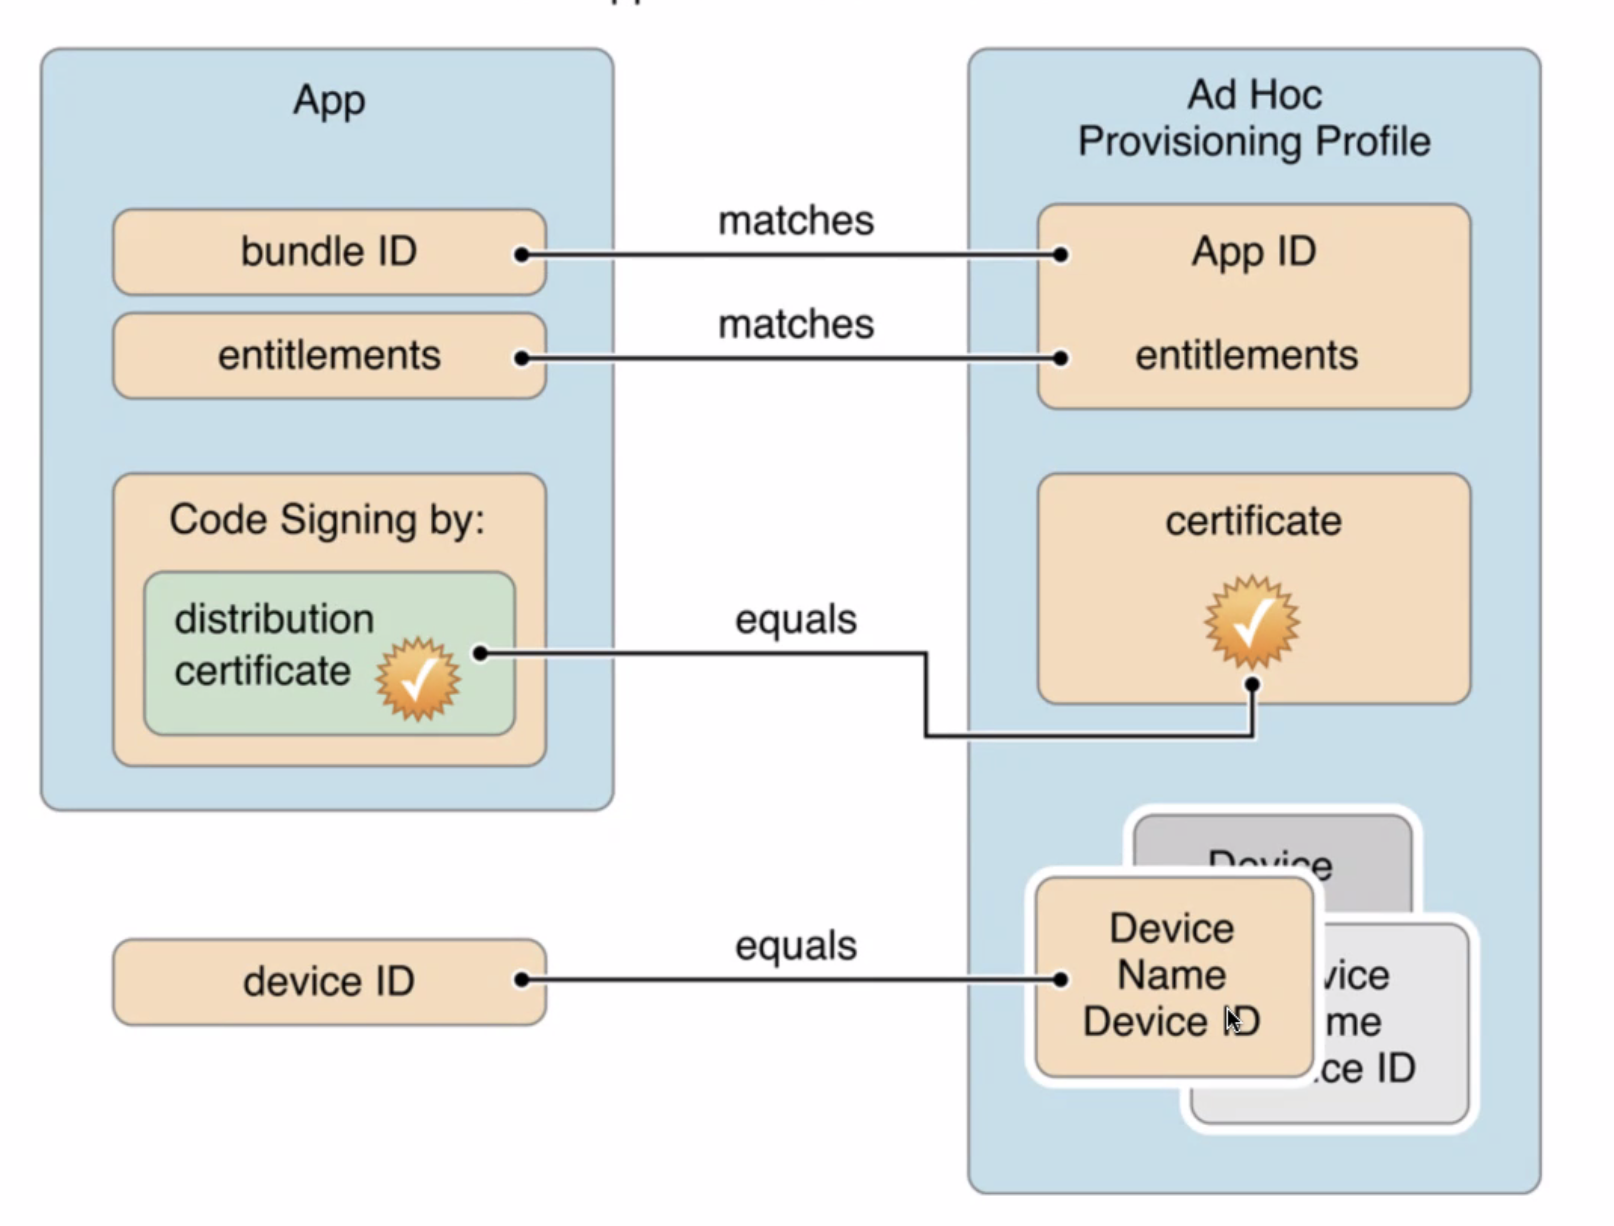 App
bundle ID
entitlements
Code Signing by:
distribution
certificate
device ID
matches
matches
equals
equals
Ad Hoc
Provisioning Profile
App ID
entitlements
certificate
Device
Device
Name
Device ID
vice
me
ce ID